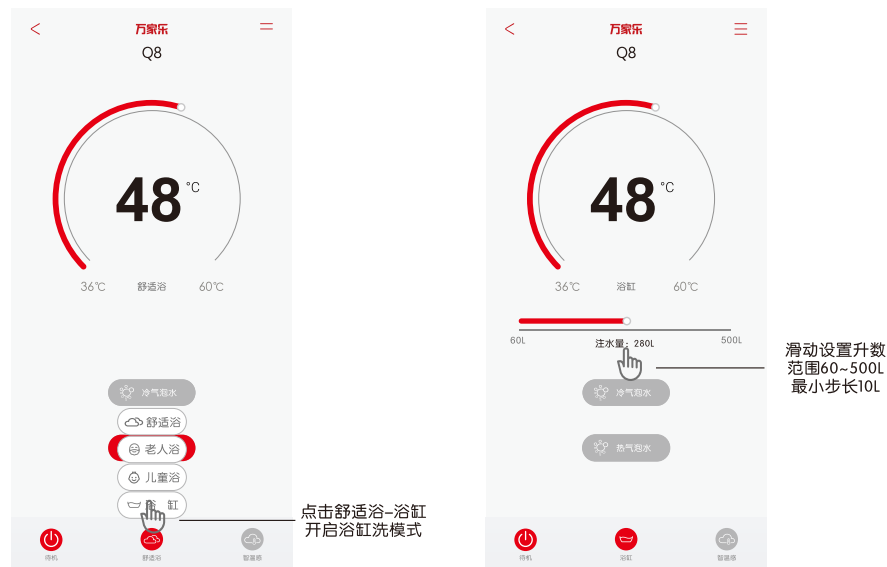 万家乐
Q8
48℃
36℃
舒适浴
60℃
冷气泡水
舒适浴
老人浴
儿童浴
浴 缸
待机
舒适浴
智温感
点击舒适浴-浴缸
开启浴缸洗模式
万家乐
Q8
48℃
36℃
浴缸
60℃
60L
注水量：280L
500L
冷气泡水
热气泡水
待机
浴缸
智温感
滑动设置升数
范围60~500L
最小步长10L